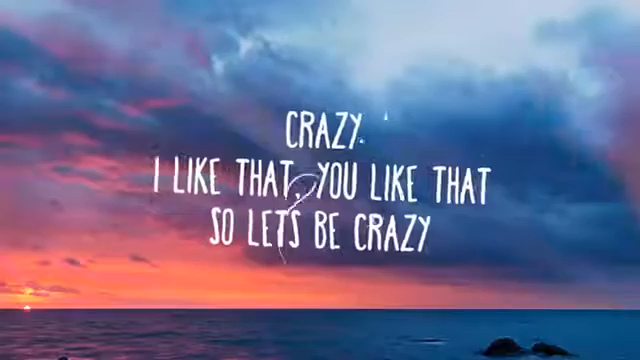 CRAZY
I LIKE THAT, YOU LIKE THAT
SO LETS BE CRAZY